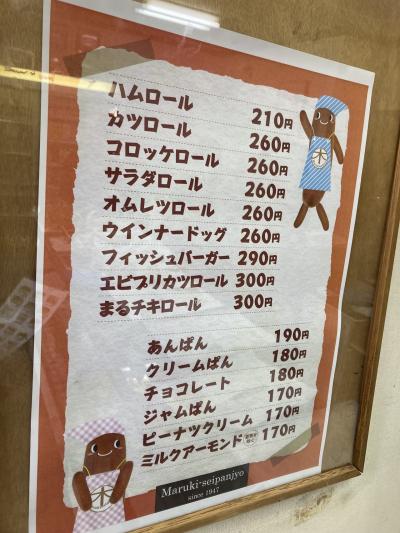 ハムロール 210円
カツロール 260円
コロッケロール 260円
サラダロール 260円
オムレツロール 260円
ウインナードッグ 260円
フィッシュバーガー 290円
エビプリカツロール 300円
まるチキロール 300円
あんぱん 190円
クリームぱん 180円
チョコレート 180円
ジャムぱん 170円
ピーナツクリーム 170円
ミルクアーモンド 170円
Maruki-seipanjyo
since 1947
木
木